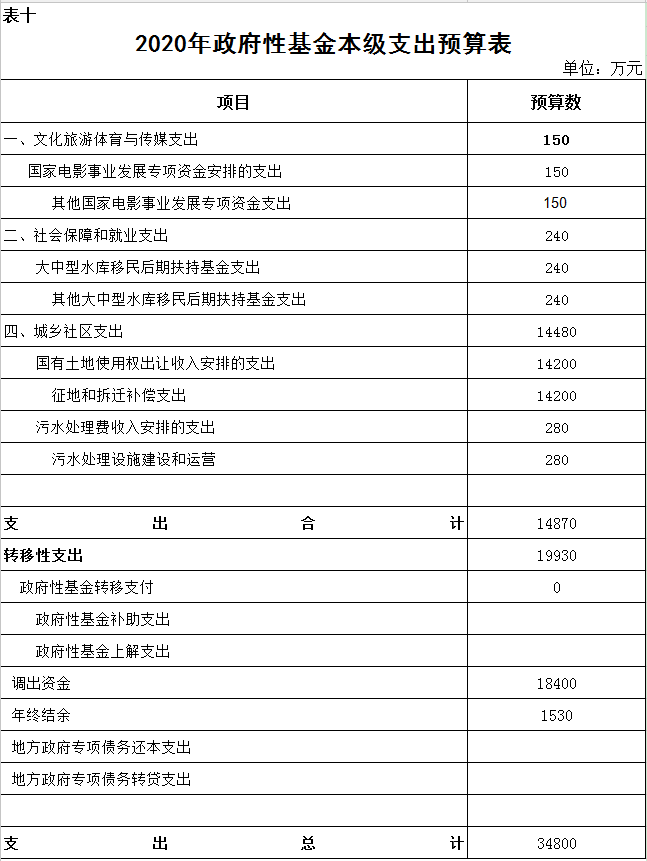 表十
2020年政府性基金本级支出预算表
单位：万元
项目 预算数
一、文化旅游体育与传媒支出 150
国家电影事业发展专项资金安排的支出 150
其他国家电影事业发展专项资金支出 150
二、社会保障和就业支出 240
大中型水库移民后期扶持基金支出 240
其他大中型水库移民后期扶持基金支出 240
四、城乡社区支出 14480
国有土地使用权出让收入安排的支出 14200
征地和拆迁补偿支出 14200
污水处理费收入安排的支出 280
污水处理设施建设和运营 280
支出合计 14870
转移性支出 19930
政府性基金转移支付 0
政府性基金补助支出
政府性基金上解支出
调出资金 18400
年终结余 1530
地方政府专项债务还本支出
地方政府专项债务转贷支出
支出总计 34800